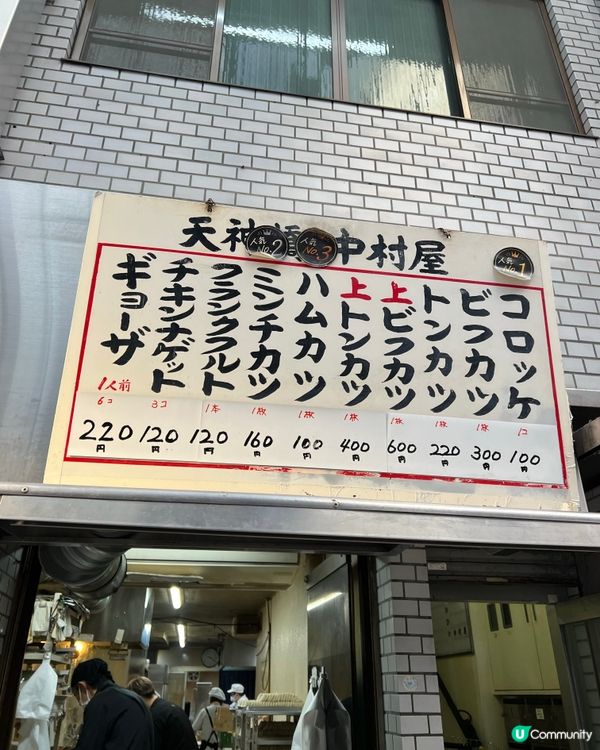 天神橋中村屋
人気 No.2
人気 No.3
人気 No.1
コロッケ 1コ 100円
ビフカツ 1枚 300円
トンカツ 1枚 220円
上ビフカツ 1枚 600円
上トンカツ 1枚 400円
ハムカツ 1枚 100円
ミンチカツ 1枚 160円
フランクフルト 1本 120円
チキンナゲット 3コ 120円
ギョーザ 1人前 6コ 220円
U Community